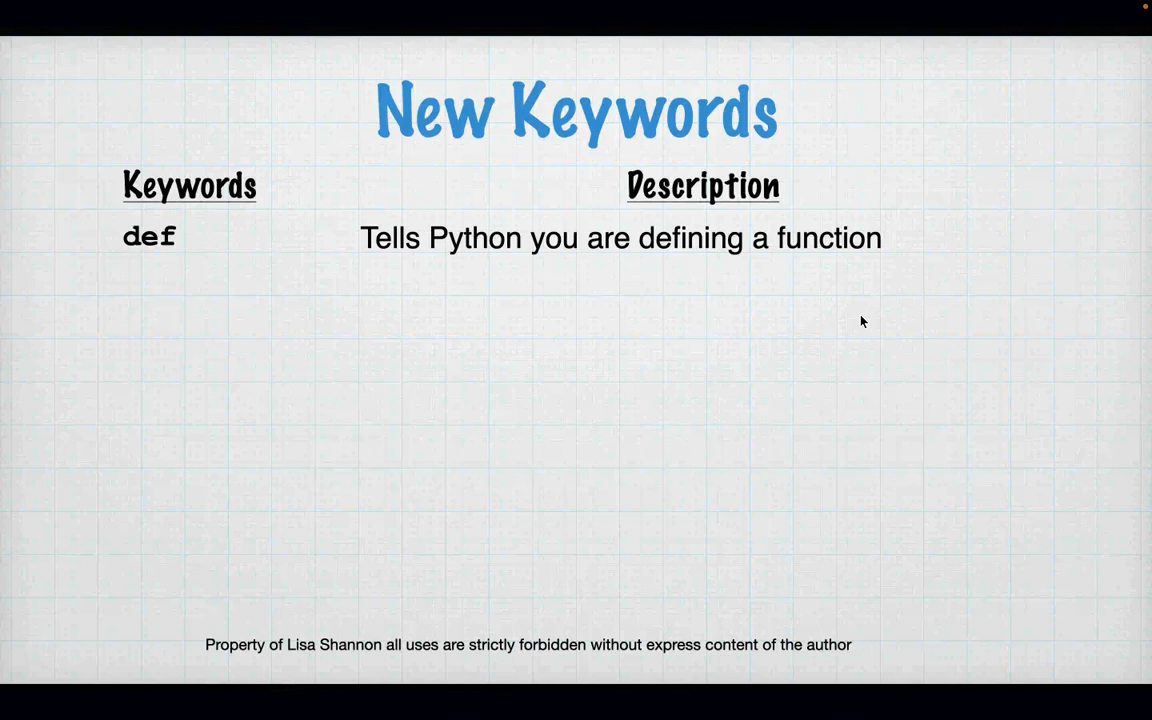 New Keywords
Keywords Description
def Tells Python you are defining a function
Property of Lisa Shannon all uses are strictly forbidden without express content of the author